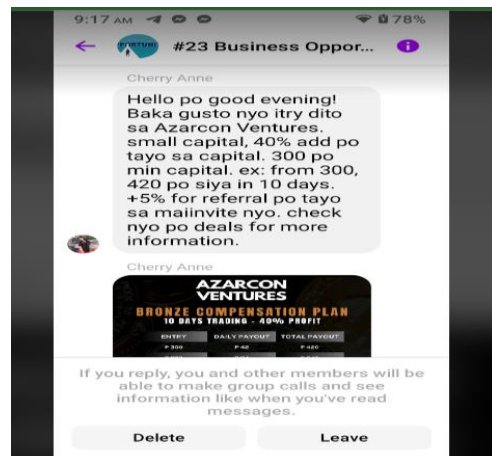 9:17 AM 78%
#23 Business Oppor...
Cherry Anne
Hello po good evening!
Baka gusto nyo itry dito
sa Azarcon Ventures.
small capital, 40% add po
tayo sa capital. 300 po
min capital. ex: from 300,
420 po siya in 10 days.
+5% for referral po tayo
sa maiinvite nyo. check
nyo po deals for more
information.
Cherry Anne
AZARCON
VENTURES
BRONZE COMPENSATION PLAN
10 DAYS TRADING - 40% PROFIT
ENTRY DAILY PAYOUT TOTAL PAYOUT
P 300 P 42 P 420
If you reply, you and other members will be
able to make group calls and see
information like when you've read
messages.
Delete Leave